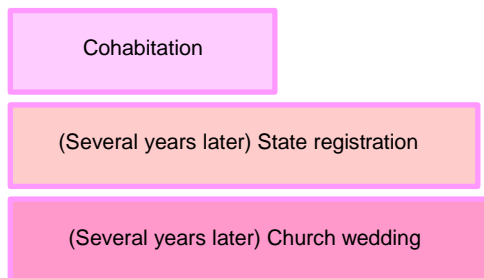 Cohabitation
(Several years later) State registration
(Several years later) Church wedding